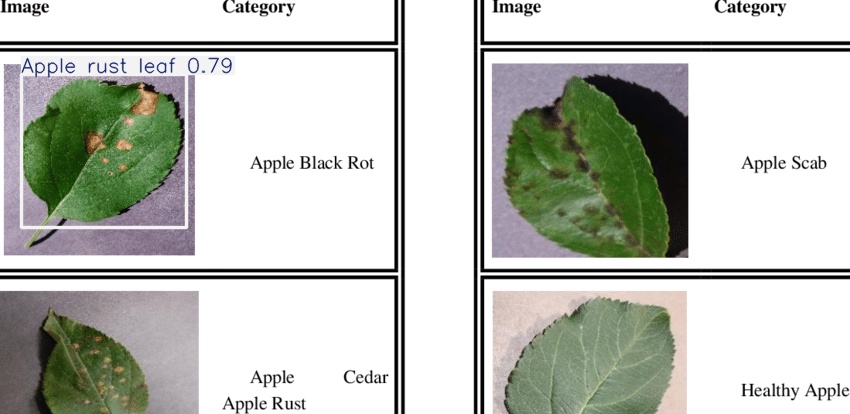 Image Category
Apple rust leaf 0.79
Apple Black Rot
Apple Cedar
Apple Rust
Image Category
Apple Scab
Healthy Apple